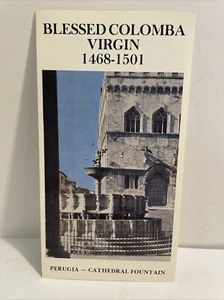 BLESSED COLOMBA
VIRGIN
1468-1501
PERUGIA — CATHEDRAL FOUNTAIN